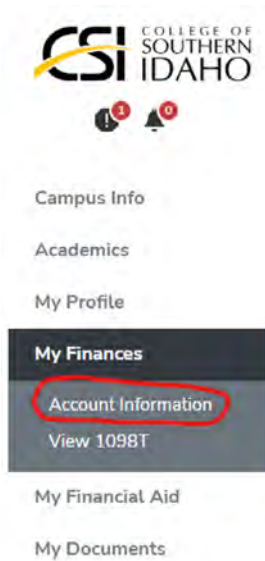 CSI COLLEGE OF
SOUTHERN
IDAHO
1 0
Campus Info
Academics
My Profile
My Finances
Account Information
View 1098T
My Financial Aid
My Documents